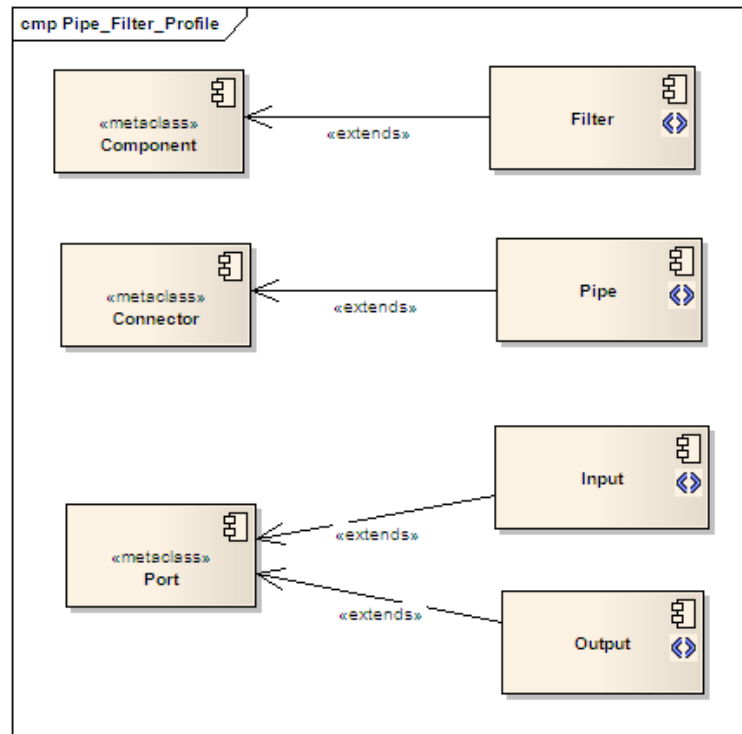 cmp Pipe_Filter_Profile
«metaclass»
Component
«extends»
Filter
«metaclass»
Connector
«extends»
Pipe
Input
«metaclass»
Port
«extends»
«extends»
Output